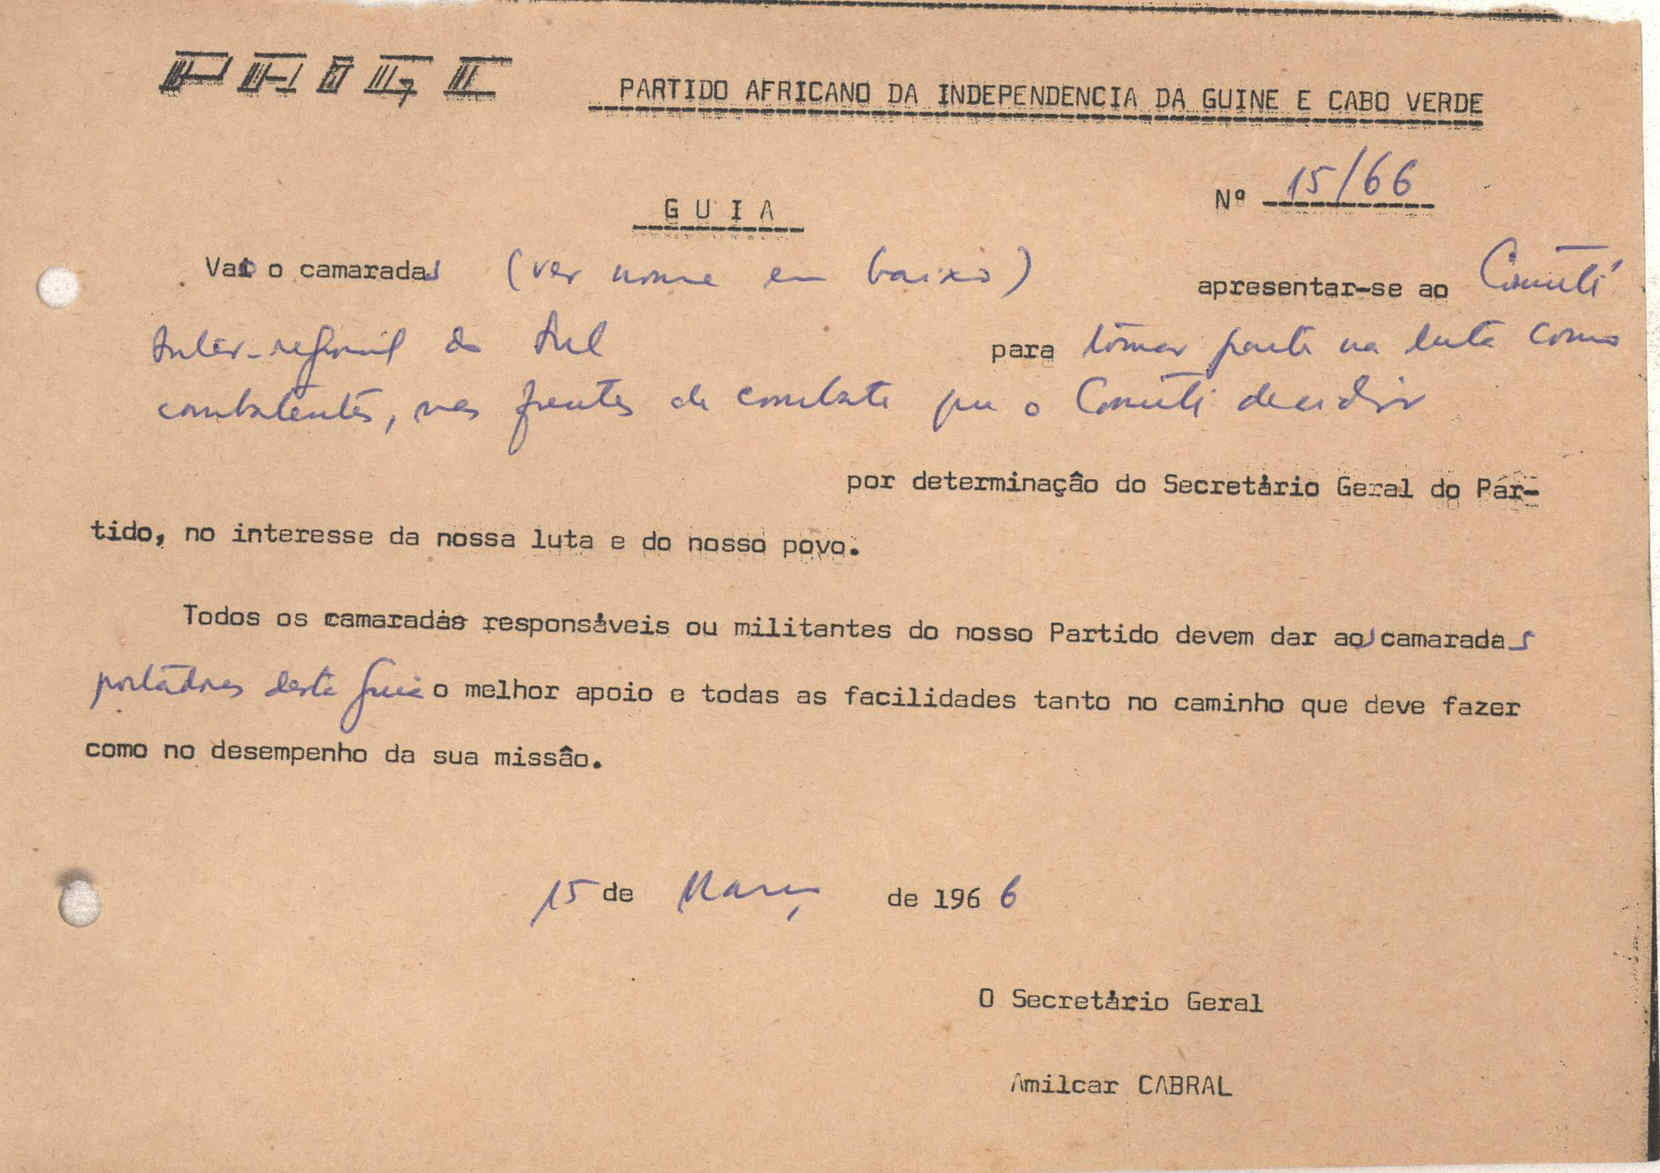 PAIGC PARTIDO AFRICANO DA INDEPENDENCIA DA GUINE E CABO VERDE
Nº 15/66
GUIA
Vai o camaradas (ver nome em baixo) apresentar-se ao Comité
Inter-regional do Sul para tomar parte na luta como
combatentes, nas frentes de combate que o Comité decidir
por determinação do Secretário Geral do Par-
tido, no interesse da nossa luta e do nosso povo.
Todos os camaradas responsáveis ou militantes do nosso Partido devem dar aos camaradas
portadores desta guia o melhor apoio e todas as facilidades tanto no caminho que deve fazer
como no desempenho da sua missâo.
15 de Março de 1966
O Secretário Geral
Amilcar CABRAL